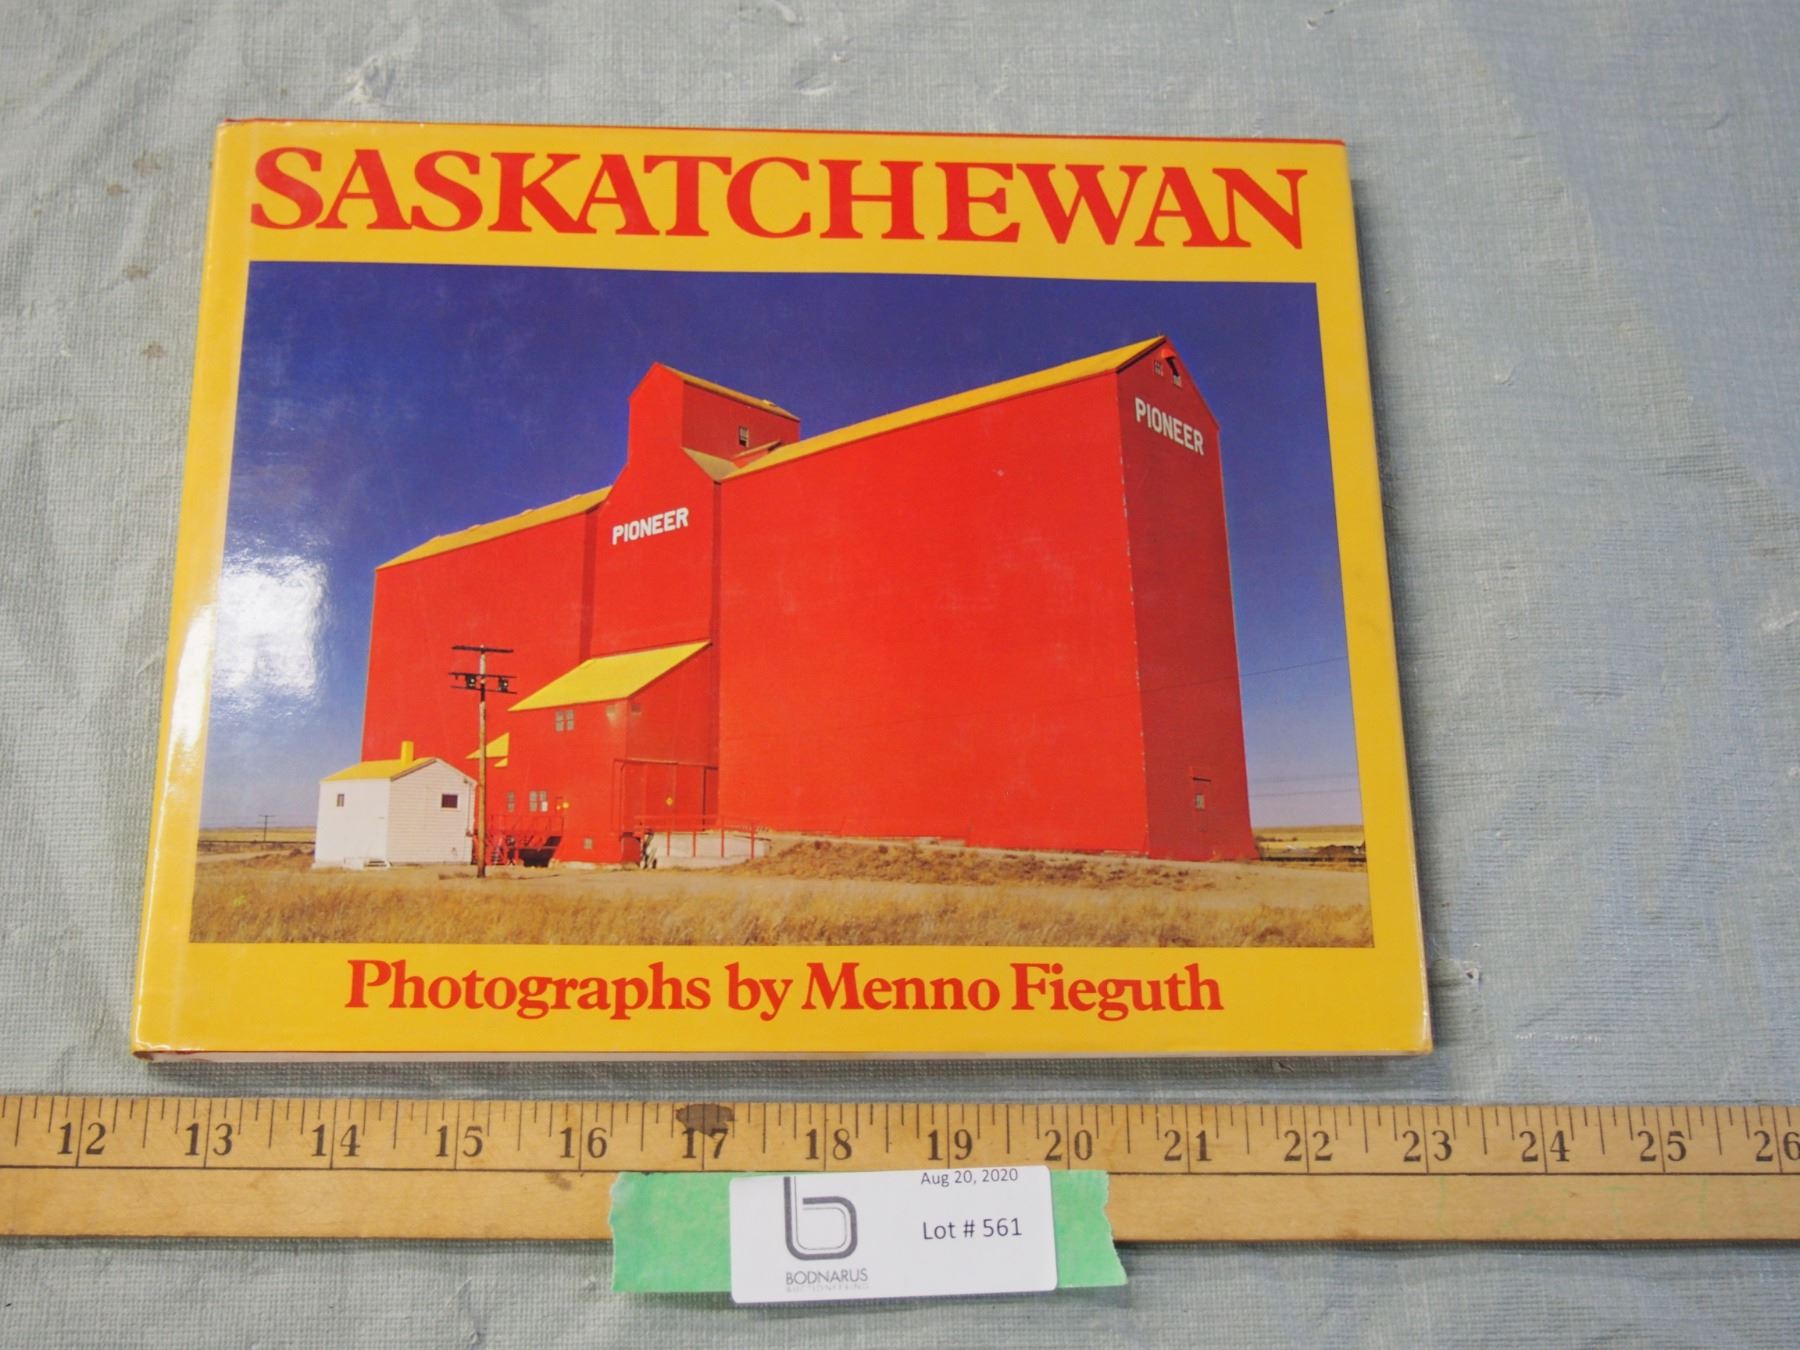 SASKATCHEWAN
PIONEER
PIONEER
Photographs by Menno Fieguth
12 13 14 15 16 17 18 19 20 21 22 23 24 25 26
Aug 20, 2020
Lot # 561
b
BODNARUS
AUCTIONEERING